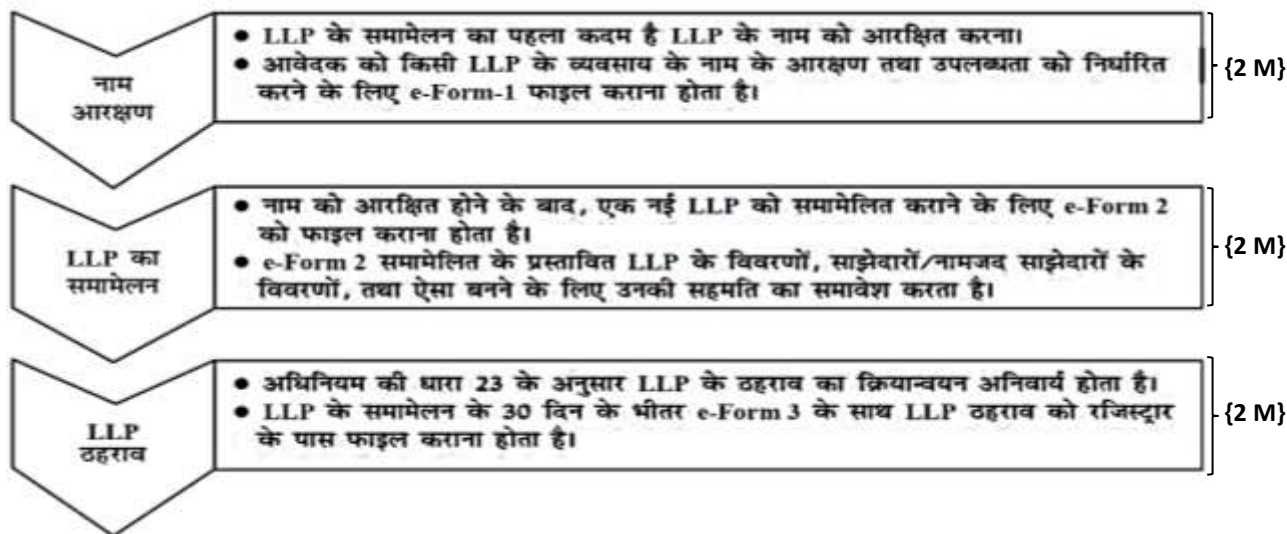 नाम
आरक्षण
● LLP के समामेलन का पहला कदम है LLP के नाम को आरक्षित करना।
● आवेदक को किसी LLP के व्यवसाय के नाम के आरक्षण तथा उपलब्धता को निर्धारित
करने के लिए e-Form-1 फाइल कराना होता है।
{2 M}
LLP का
समामेलन
● नाम को आरक्षित होने के बाद, एक नई LLP को समामेलित कराने के लिए e-Form 2
को फाइल कराना होता है।
● e-Form 2 समामेलित के प्रस्तावित LLP के विवरणों, साझेदारों/नामजद साझेदारों के
विवरणों, तथा ऐसा बनने के लिए उनकी सहमति का समावेश करता है।
{2 M}
LLP
ठहराव
● अधिनियम की धारा 23 के अनुसार LLP के ठहराव का क्रियान्वयन अनिवार्य होता है।
● LLP के समामेलन के 30 दिन के भीतर e-Form 3 के साथ LLP ठहराव को रजिस्ट्रार
के पास फाइल कराना होता है।
{2 M}